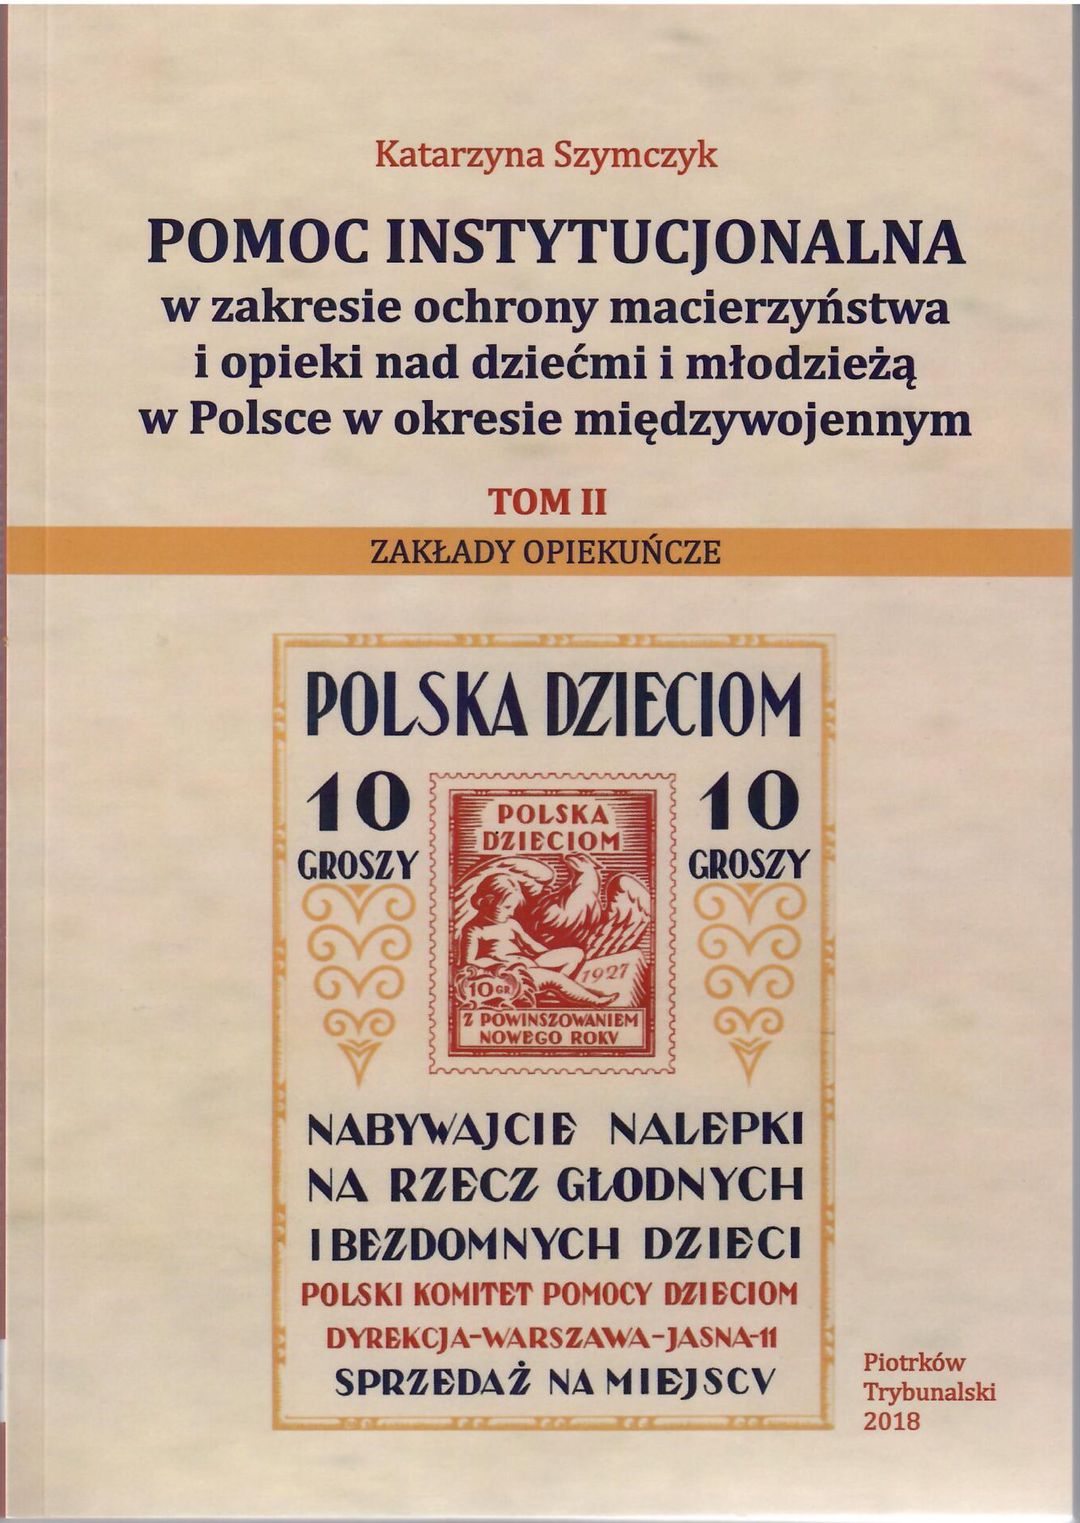 Katarzyna Szymczyk
POMOC INSTYTUCJONALNA
w zakresie ochrony macierzyństwa
i opieki nad dziećmi i młodzieżą
w Polsce w okresie międzywojennym
TOM II
ZAKŁADY OPIEKUŃCZE
POLSKA DZIECIOM
10 GROSZY
POLSKA
DZIECIOM
1927
10 GR
Z POWINSZOWANIEM
NOWEGO ROKV
10 GROSZY
NABYWAJCIE NALEPKI
NA RZECZ GŁODNYCH
I BEZDOMNYCH DZIECI
POLSKI KOMITET POMOCY DZIECIOM
DYREKCJA-WARSZAWA-JASNA-11
SPRZEDAŻ NA MIEJSCV
Piotrków
Trybunalski
2018